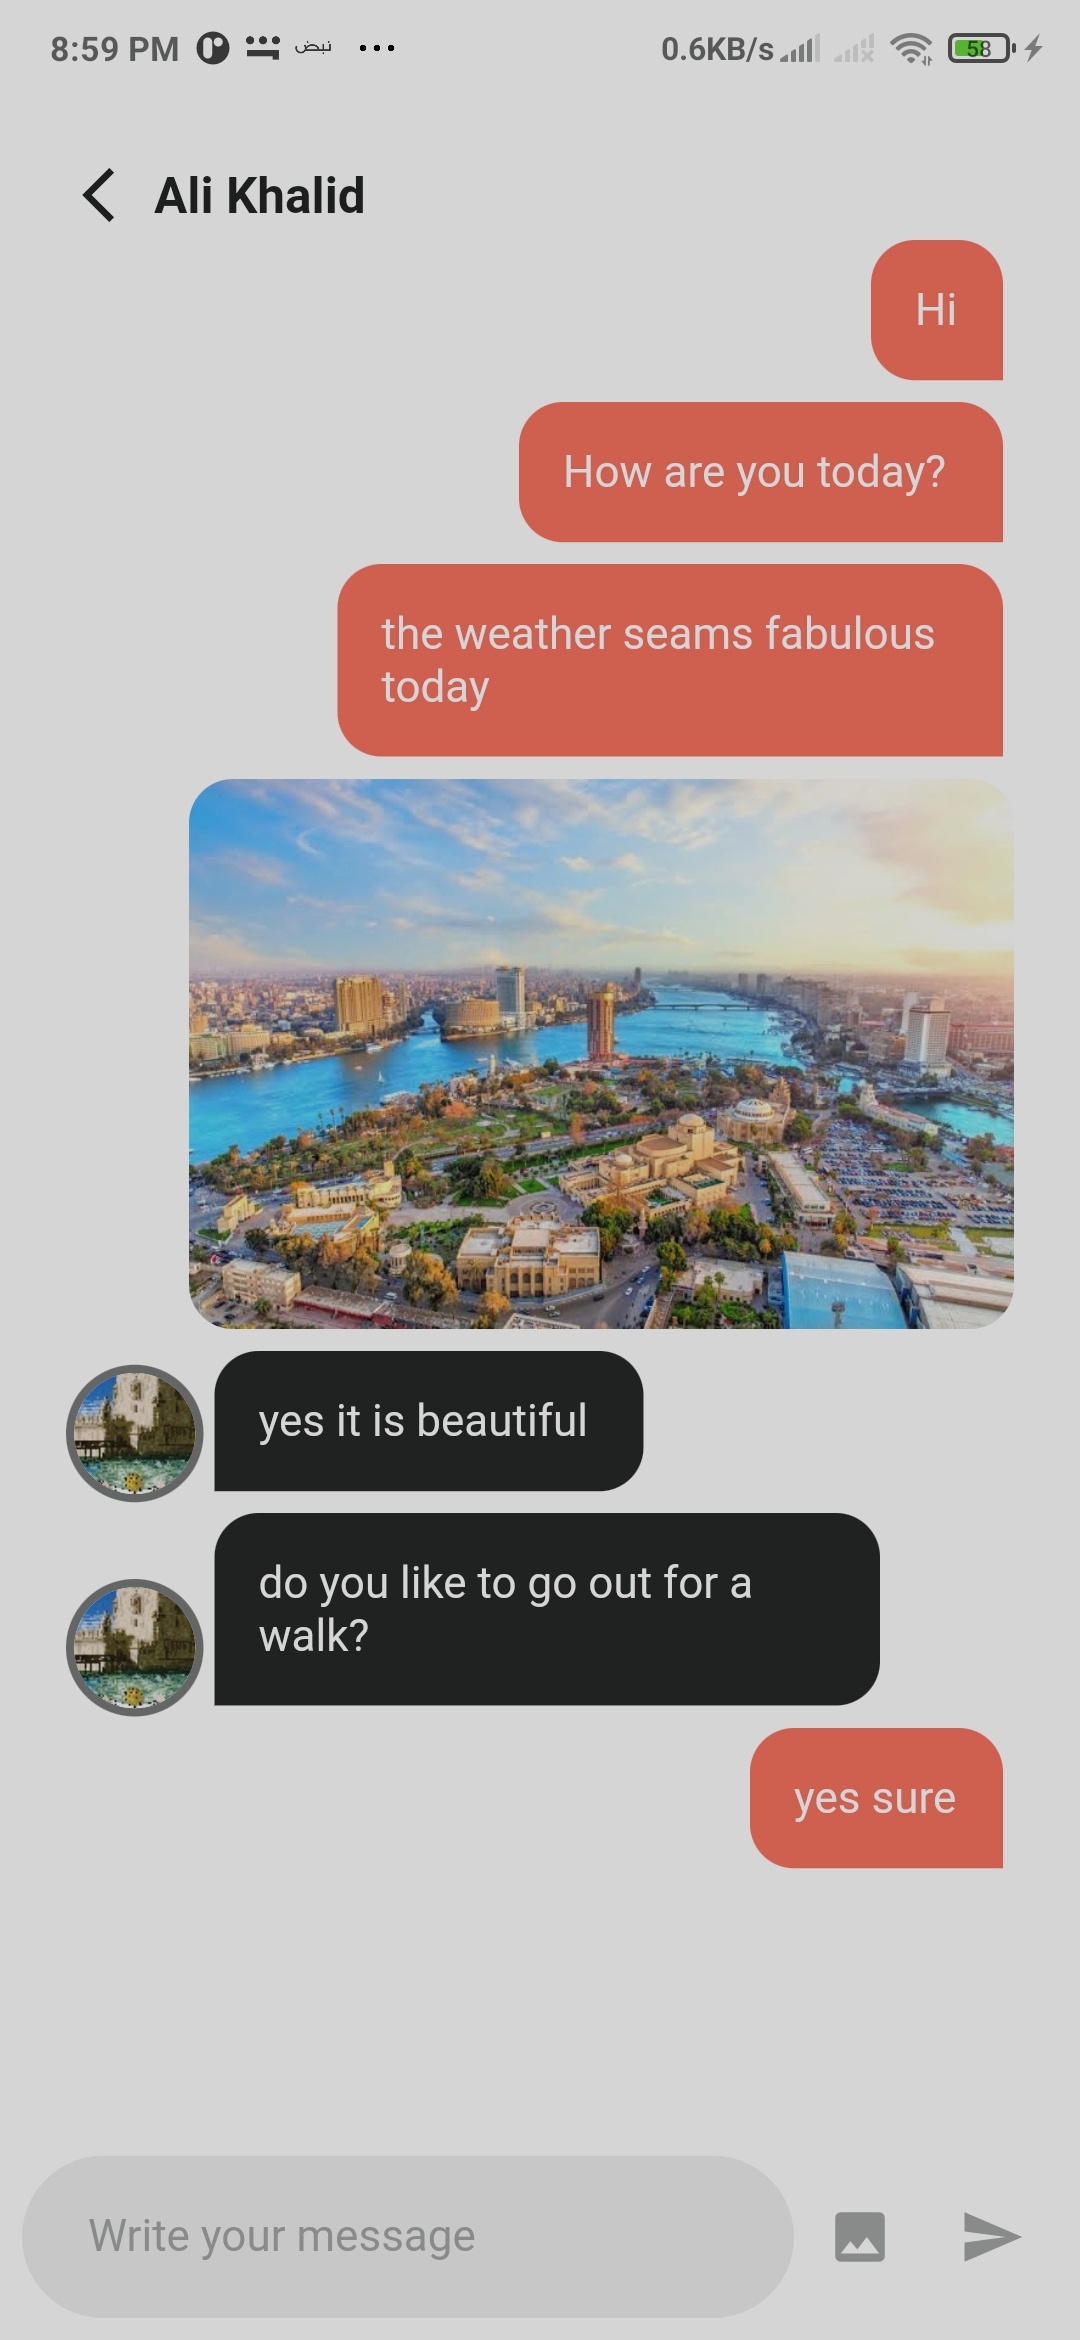 8:59 PM نبض 0.6KB/s 58
Ali Khalid
Hi
How are you today?
the weather seams fabulous
today
yes it is beautiful
do you like to go out for a
walk?
yes sure
Write your message